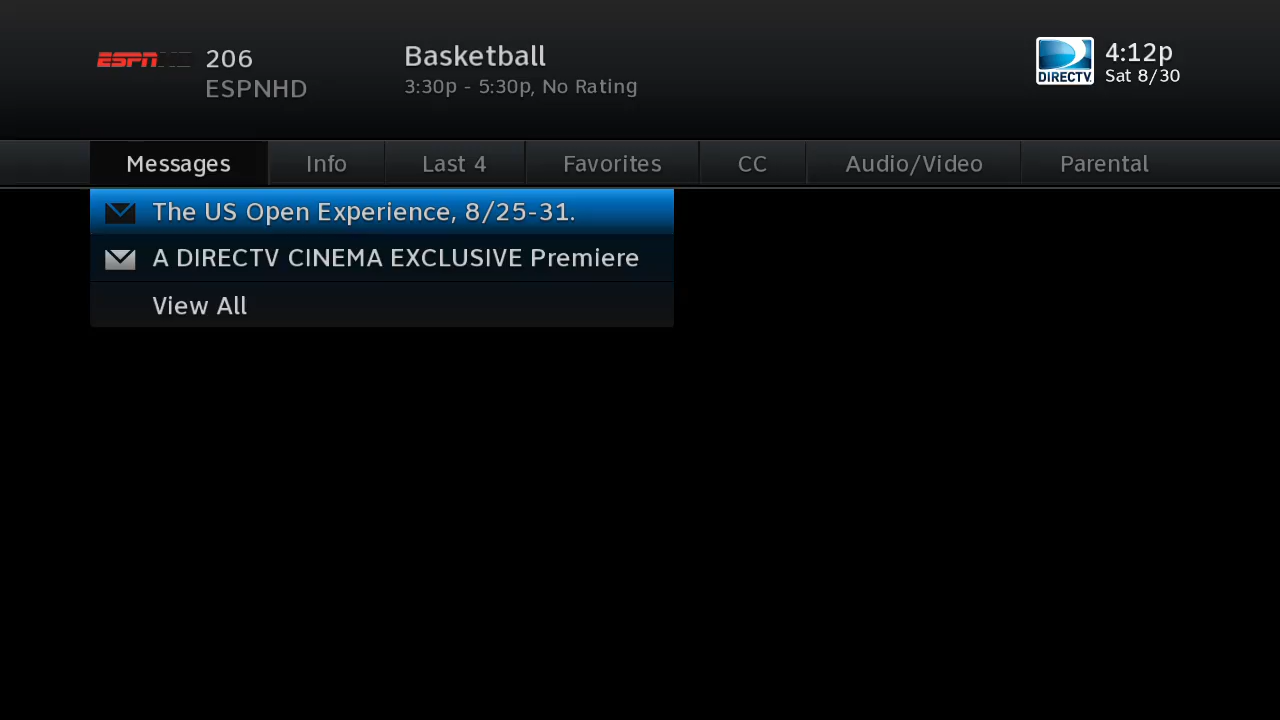 ESPN HD 206 Basketball 4:12p
ESPNHD 3:30p - 5:30p, No Rating DIRECTV Sat 8/30
Messages Info Last 4 Favorites CC Audio/Video Parental
The US Open Experience, 8/25-31.
A DIRECTV CINEMA EXCLUSIVE Premiere
View All